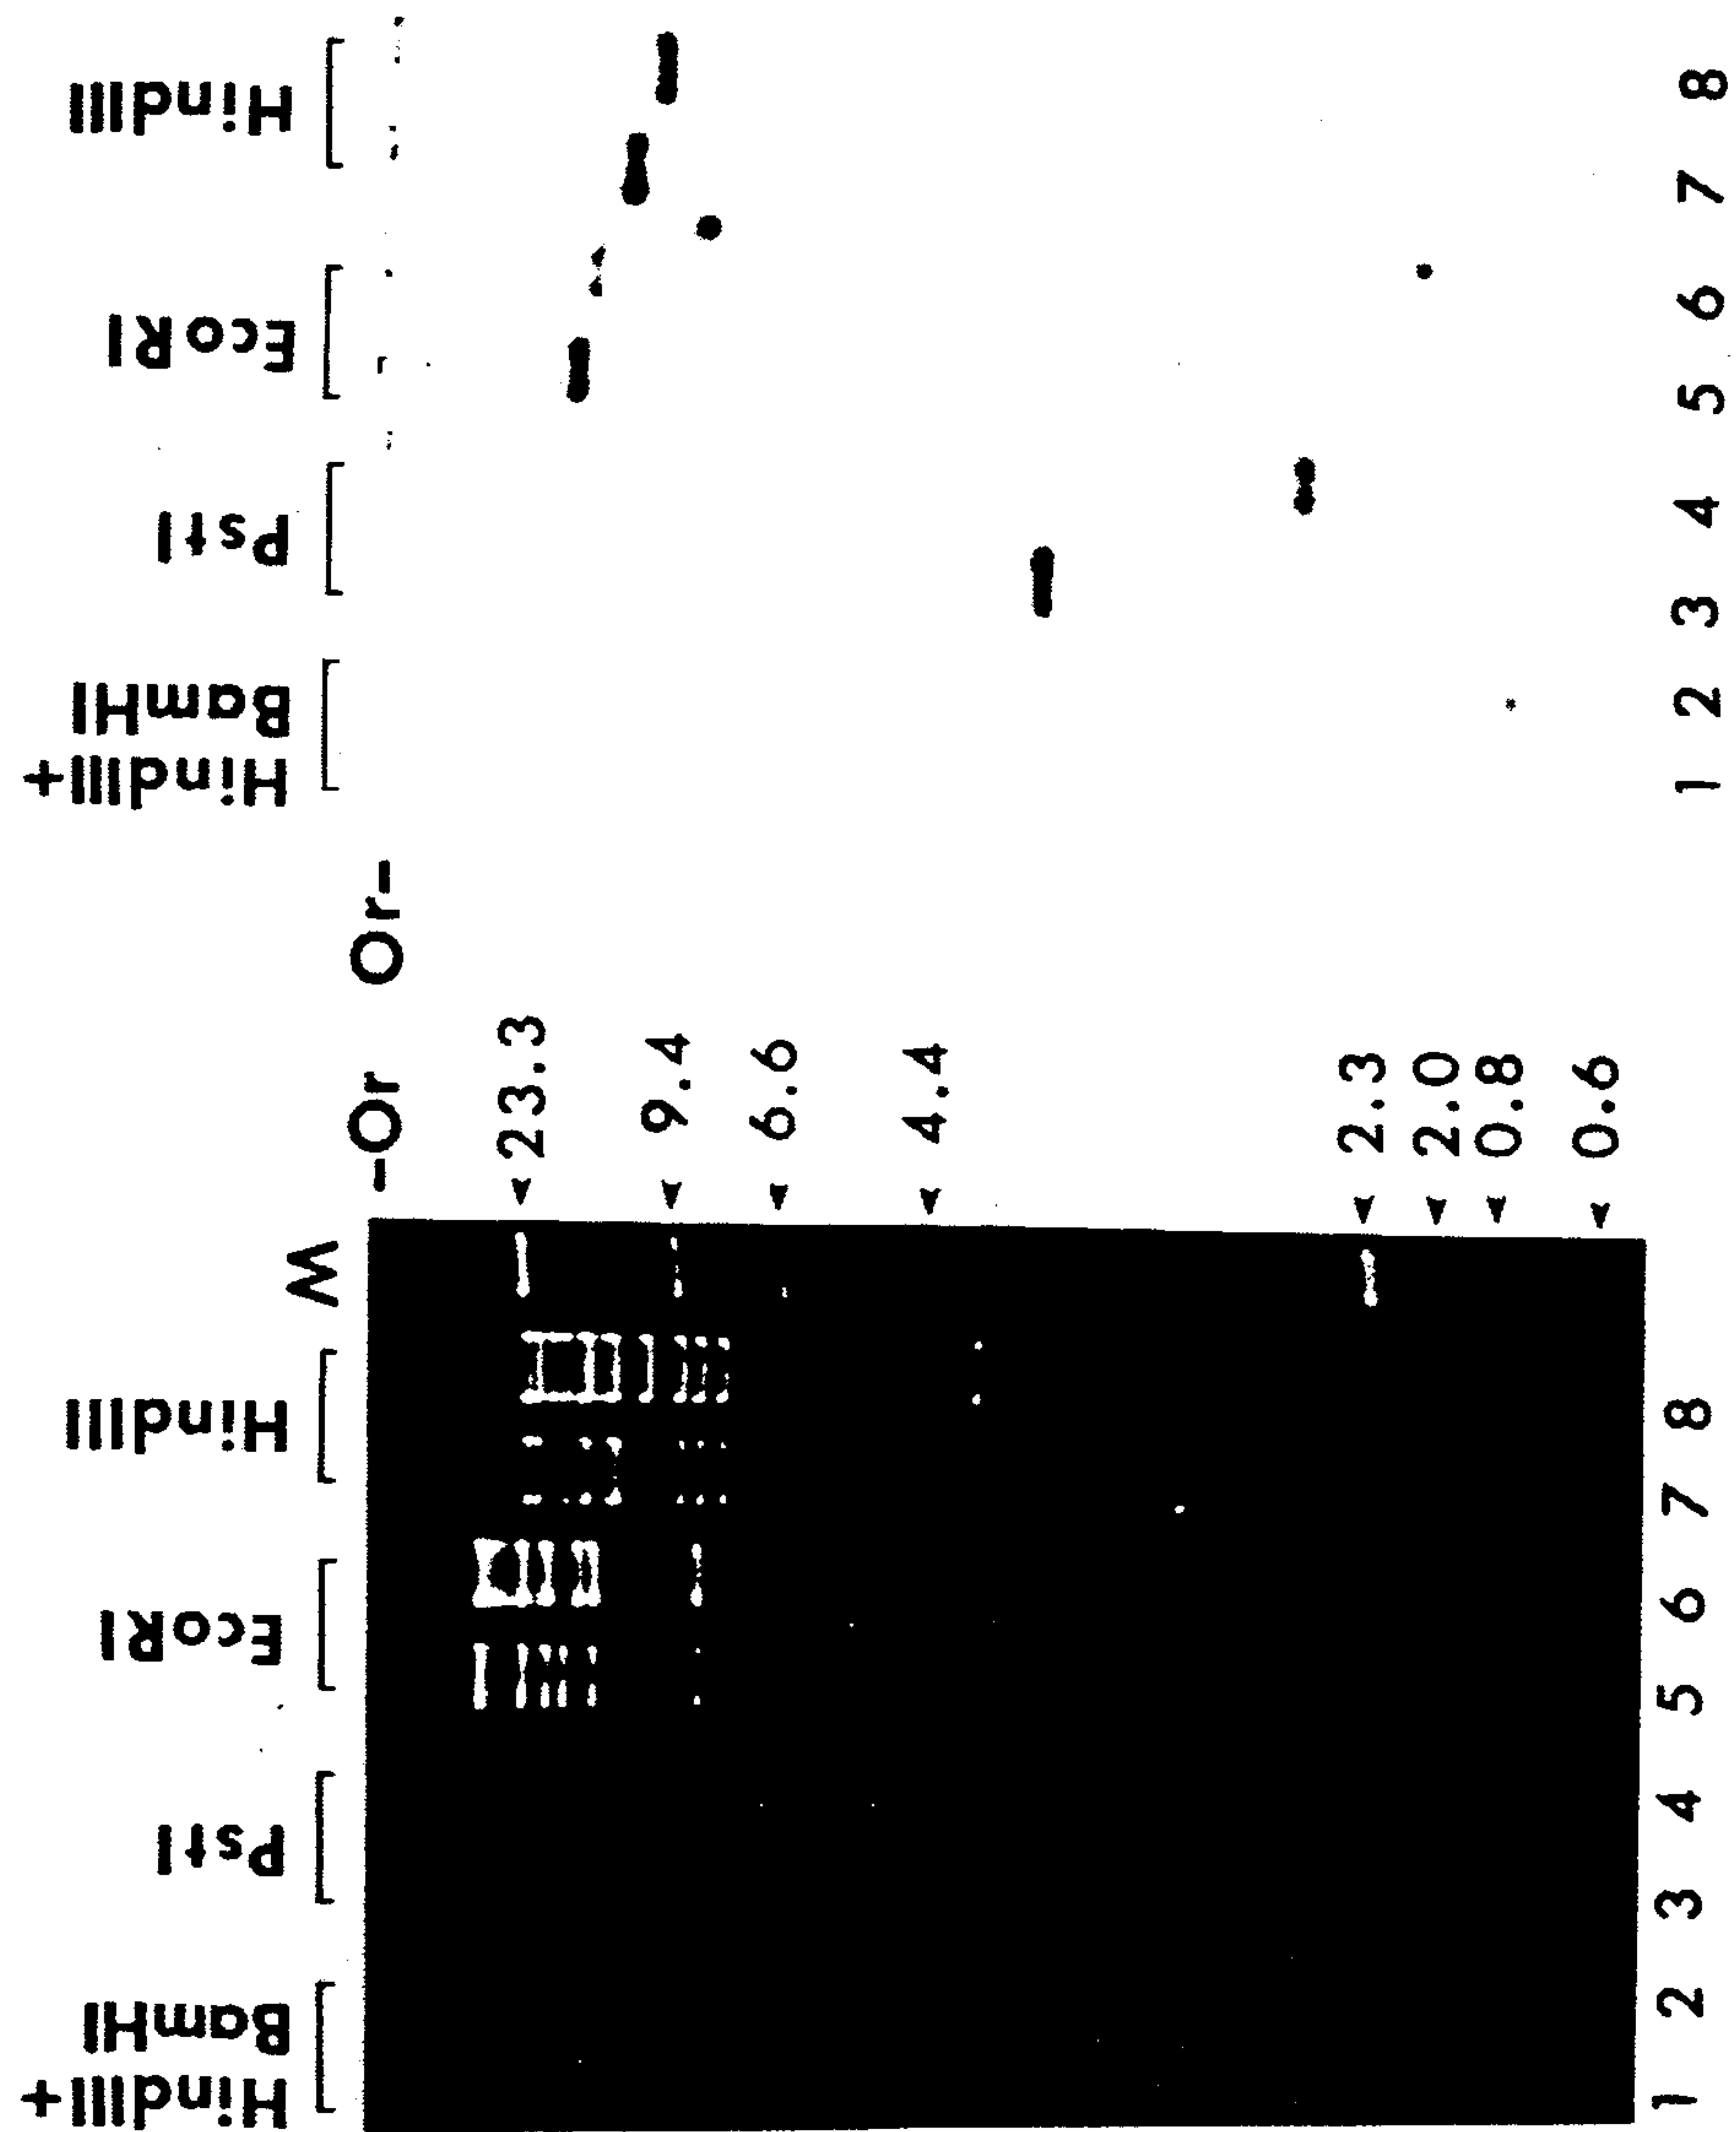 HindIII+
BamHI
PstI
EcoRI
HindIII
M
-Or
23.3
9.4
6.6
4.4
2.3
2.0
0.8
0.6
1 2 3 4 5 6 7 8
HindIII+
BamHI
PstI
EcoRI
HindIII
Or-
1 2 3 4 5 6 7 8